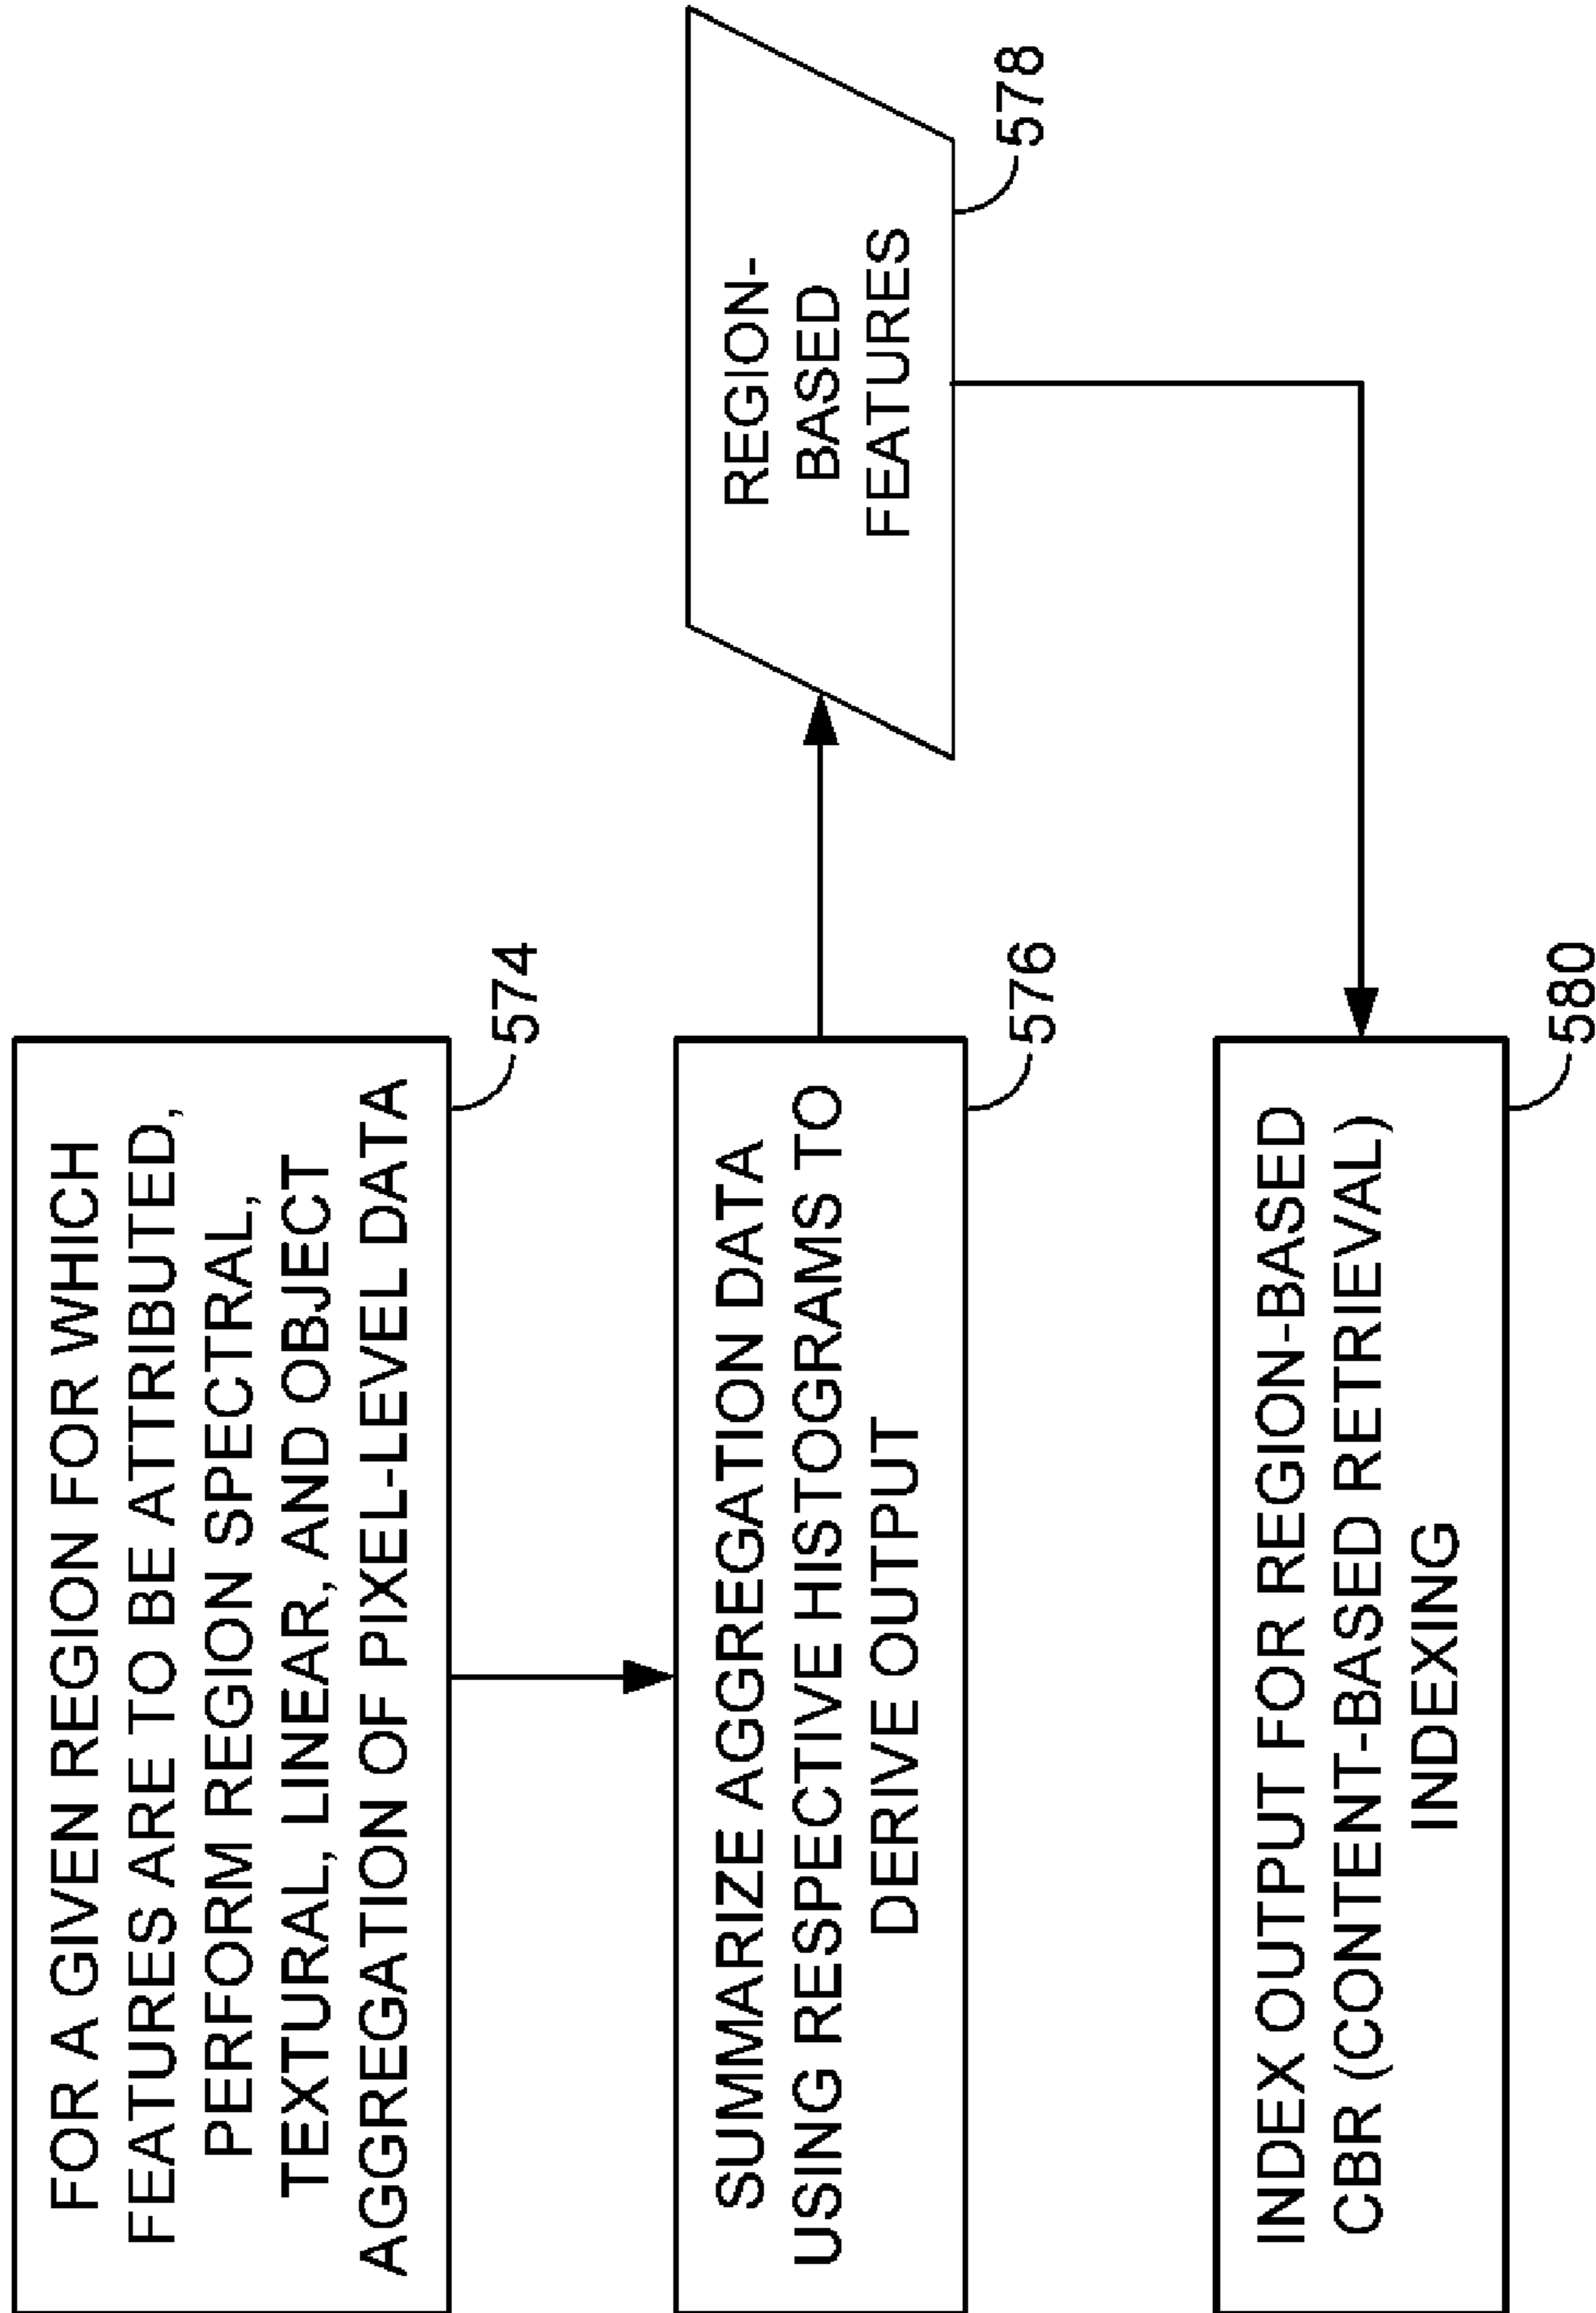 FOR A GIVEN REGION FOR WHICH
FEATURES ARE TO BE ATTRIBUTED,
PERFORM REGION SPECTRAL,
TEXTURAL, LINEAR, AND OBJECT
AGGREGATION OF PIXEL-LEVEL DATA
574
SUMMARIZE AGGREGATION DATA
USING RESPECTIVE HISTOGRAMS TO
DERIVE OUTPUT
576
REGION-
BASED
FEATURES
578
INDEX OUTPUT FOR REGION-BASED
CBR (CONTENT-BASED RETRIEVAL)
INDEXING
580